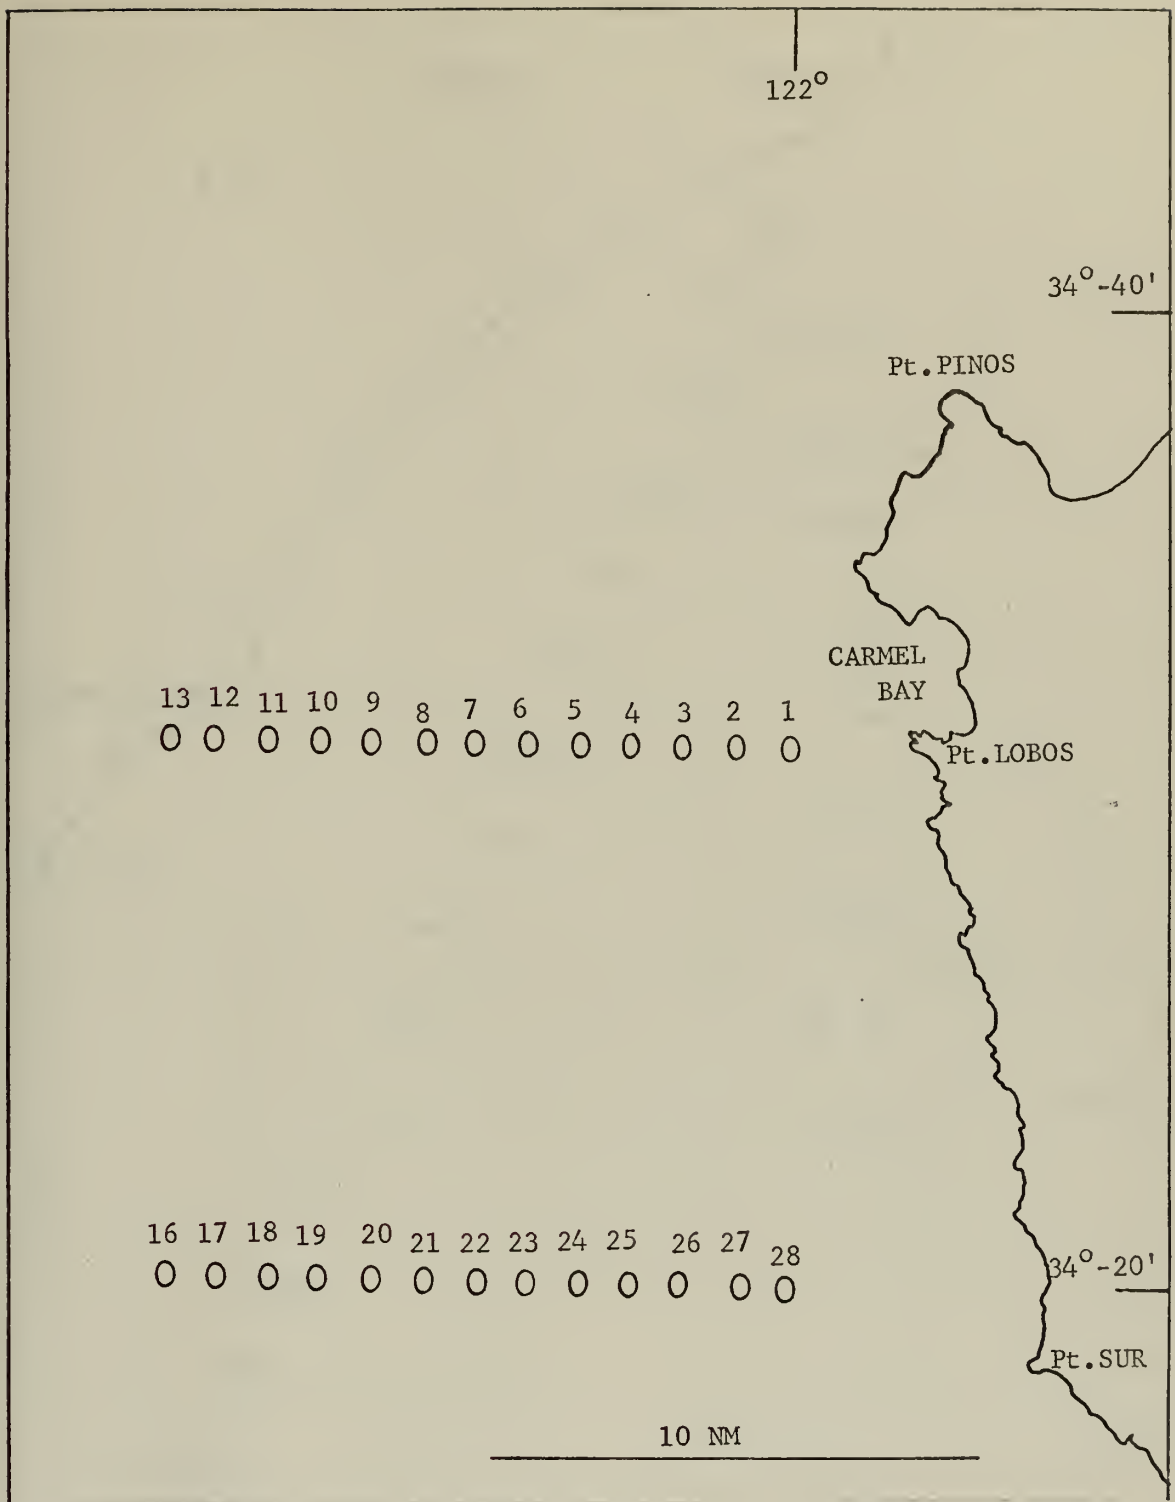 122°
34°-40'
Pt.PINOS
CARMEL
BAY
13 12 11 10 9 8 7 6 5 4 3 2 1
Pt.LOBOS
16 17 18 19 20 21 22 23 24 25 26 27 28
34°-20'
Pt.SUR
10 NM